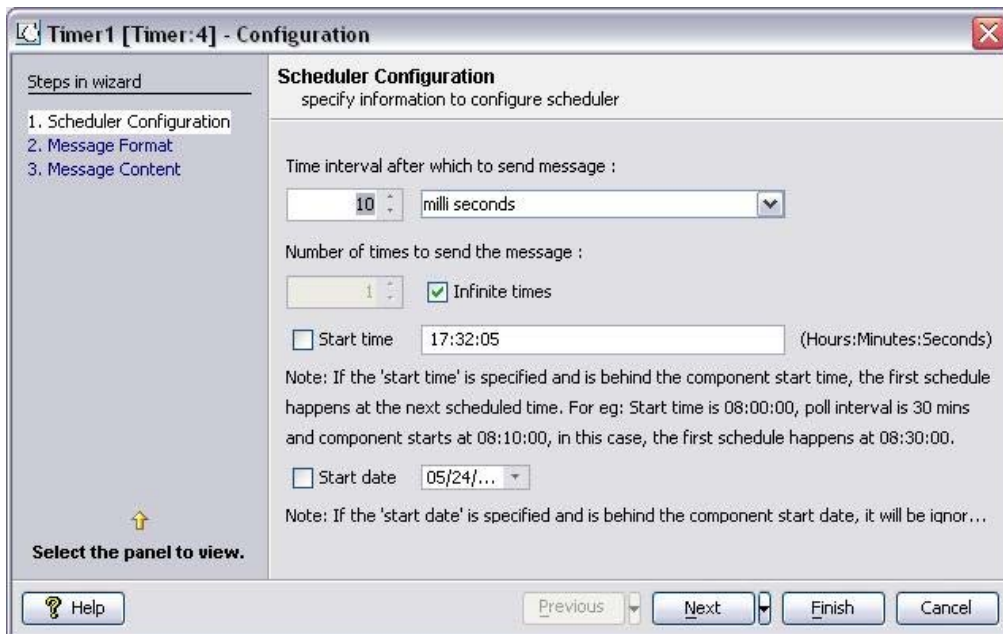 Timer1 [Timer:4] - Configuration
Steps in wizard
1. Scheduler Configuration
2. Message Format
3. Message Content
Select the panel to view.
Scheduler Configuration
specify information to configure scheduler
Time interval after which to send message :
10 milli seconds
Number of times to send the message :
1 Infinite times
Start time 17:32:05 (Hours:Minutes:Seconds)
Note: If the 'start time' is specified and is behind the component start time, the first schedule
happens at the next scheduled time. For eg: Start time is 08:00:00, poll interval is 30 mins
and component starts at 08:10:00, in this case, the first schedule happens at 08:30:00.
Start date 05/24/...
Note: If the 'start date' is specified and is behind the component start date, it will be ignor...
Help Previous Next Finish Cancel